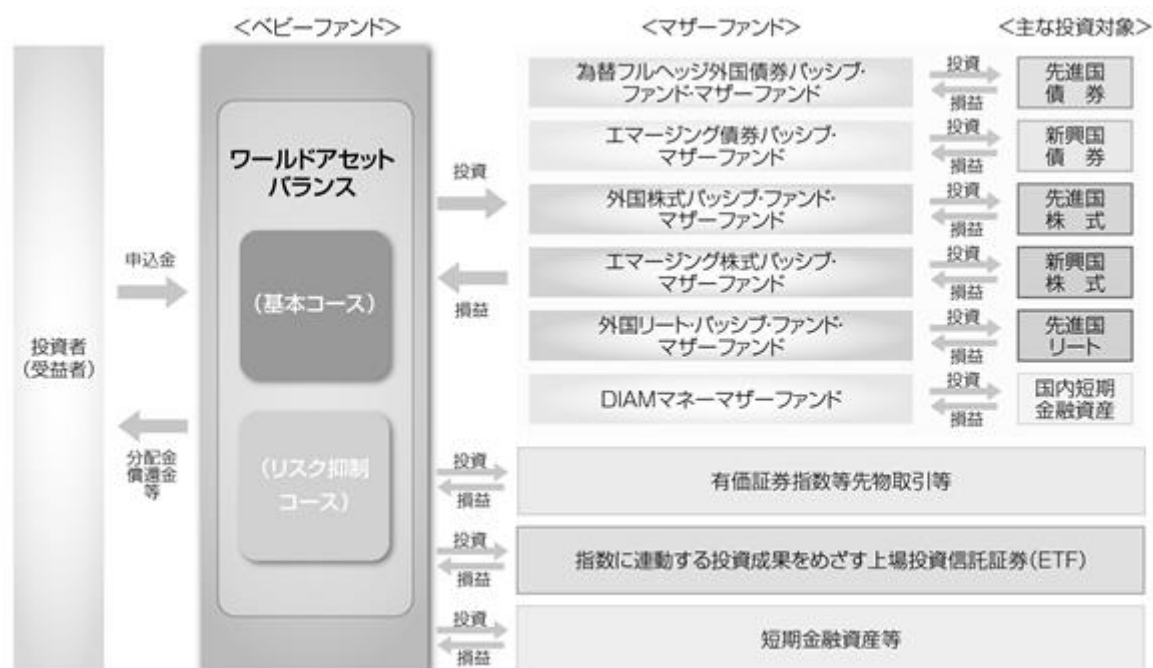 ＜ベビーファンド＞
＜マザーファンド＞
＜主な投資対象＞
投資者
（受益者）
申込金
分配金
償還金
等
ワールドアセット
バランス
（基本コース）
（リスク抑制
コース）
投資
損益
為替フルヘッジ外国債券パッシブ・
ファンド・マザーファンド
投資
損益
先進国
債　券
エマージング債券パッシブ・
マザーファンド
投資
損益
新興国
債　券
外国株式パッシブ・ファンド・
マザーファンド
投資
損益
先進国
株　式
エマージング株式パッシブ・
マザーファンド
投資
損益
新興国
株　式
外国リート・パッシブ・ファンド・
マザーファンド
投資
損益
先進国
リート
DIAMマネーマザーファンド
投資
損益
国内短期
金融資産
投資
損益
有価証券指数等先物取引等
投資
損益
指数に連動する投資成果をめざす上場投資信託証券（ETF）
投資
損益
短期金融資産等